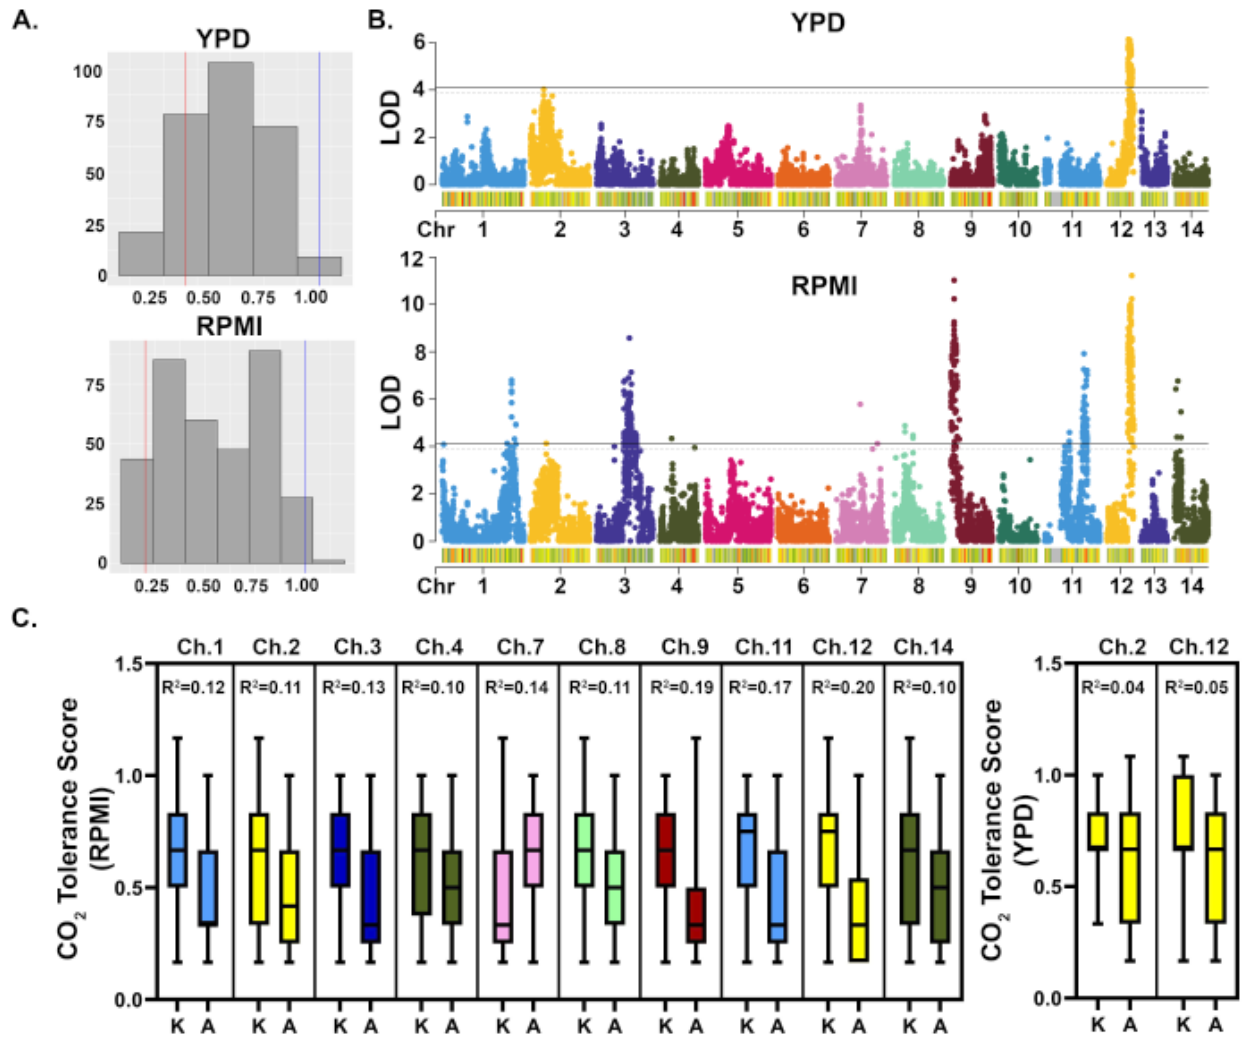 A.
YPD
100
75
50
25
0
0.25 0.50 0.75 1.00
RPMI
75
50
25
0
0.25 0.50 0.75 1.00
B.
YPD
LOD
6
4
2
0
Chr 1 2 3 4 5 6 7 8 9 10 11 12 13 14
RPMI
LOD
12
10
8
6
4
2
0
Chr 1 2 3 4 5 6 7 8 9 10 11 12 13 14
C.
Ch.1 Ch.2 Ch.3 Ch.4 Ch.7 Ch.8 Ch.9 Ch.11 Ch.12 Ch.14
R²=0.12 R²=0.11 R²=0.13 R²=0.10 R²=0.14 R²=0.11 R²=0.19 R²=0.17 R²=0.20 R²=0.10
CO₂ Tolerance Score
(RPMI)
1.5
1.0
0.5
0.0
K A K A K A K A K A K A K A K A K A K A
Ch.2 Ch.12
R²=0.04 R²=0.05
CO₂ Tolerance Score
(YPD)
1.5
1.0
0.5
0.0
K A K A